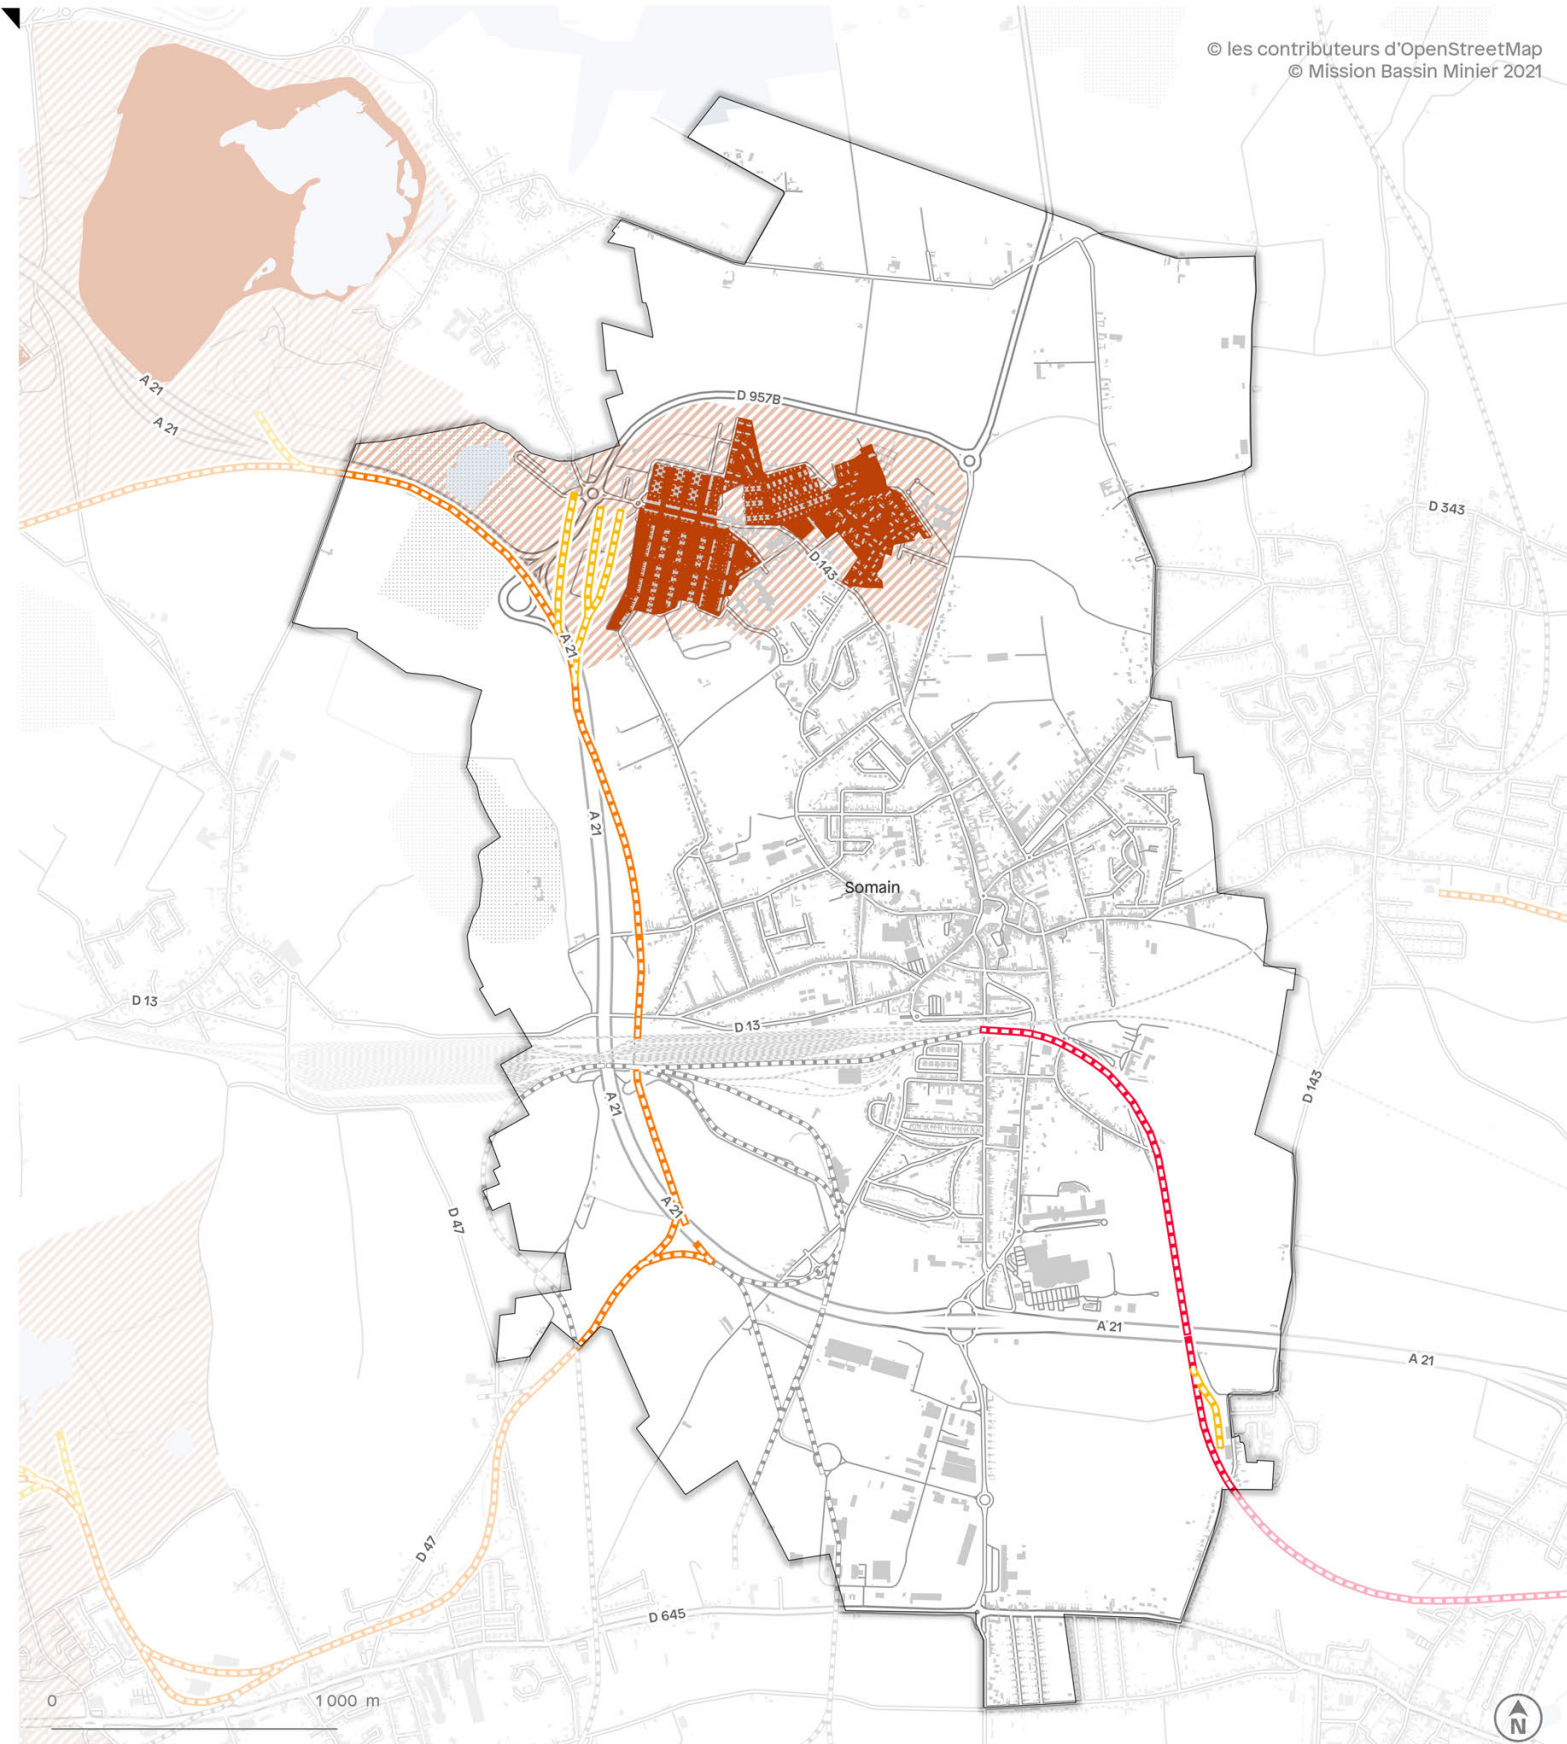 © les contributeurs d'OpenStreetMap
© Mission Bassin Minier 2021
A 21
D 957B
A 21
D 343
D 143
A 21
A 21
Somain
D 13
D 13
D 143
A 21
A 21
D 47
A 21
A 21
D 47
D 645
0
1 000 m
N